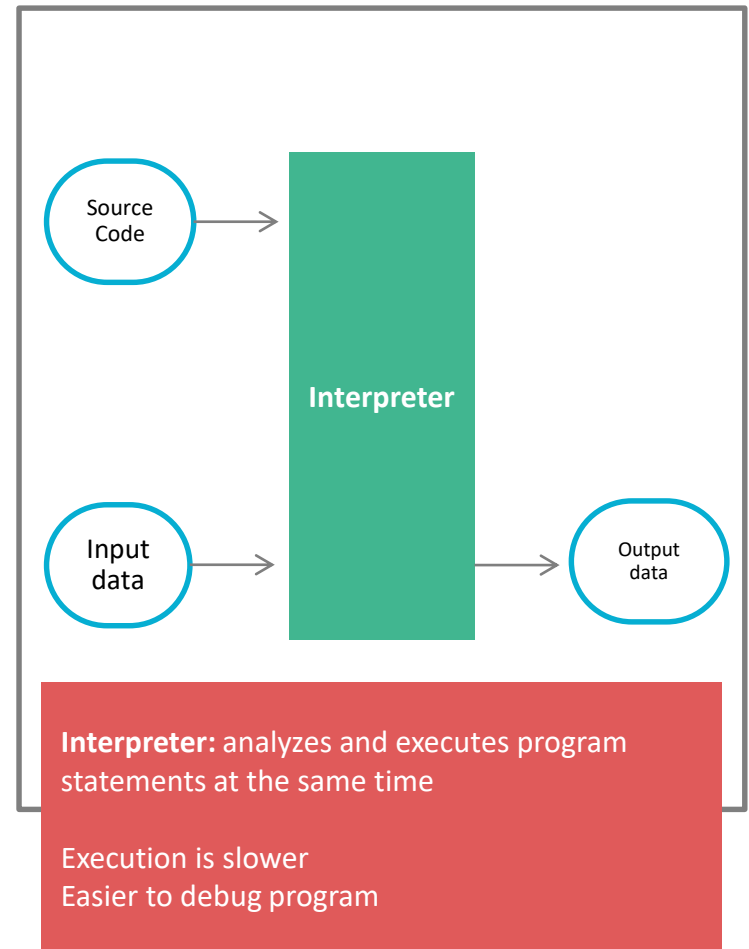 Source
Code
Interpreter
Input
data
Output
data
Interpreter: analyzes and executes program
statements at the same time
Execution is slower
Easier to debug program